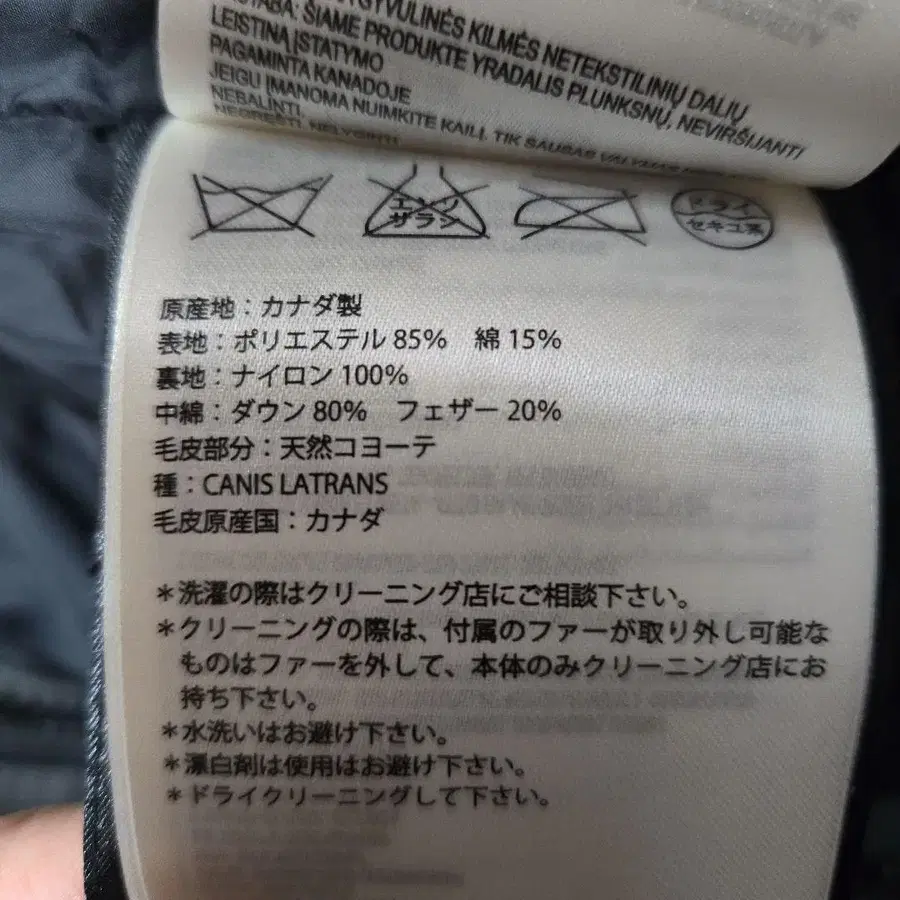 GYVULINĖS KILMĖS NETEKSTILINIŲ DALIŲ
ŠIAME PRODUKTE YRADALIS PLUNKSNŲ, NEVIRŠIJANTI
LEISTINA ĮSTATYMO
PAGAMINTA KANADOJE
JEIGU ĮMANOMA NUIMKITE KAILĮ. TIK SAUSAS VALYMAS
NEBALINTI.
NEGRĘŠTI. NELYGINTI
エンソ
サラシ
ドライ
セキユ系
原産地：カナダ製
表地：ポリエステル 85%　綿 15%
裏地：ナイロン 100%
中綿：ダウン 80%　フェザー 20%
毛皮部分：天然コヨーテ
種：CANIS LATRANS
毛皮原産国：カナダ
＊洗濯の際はクリーニング店にご相談下さい。
＊クリーニングの際は、付属のファーが取り外し可能な
ものはファーを外して、本体のみクリーニング店にお
持ち下さい。
＊水洗いはお避け下さい。
＊漂白剤は使用はお避け下さい。
＊ドライクリーニングして下さい。